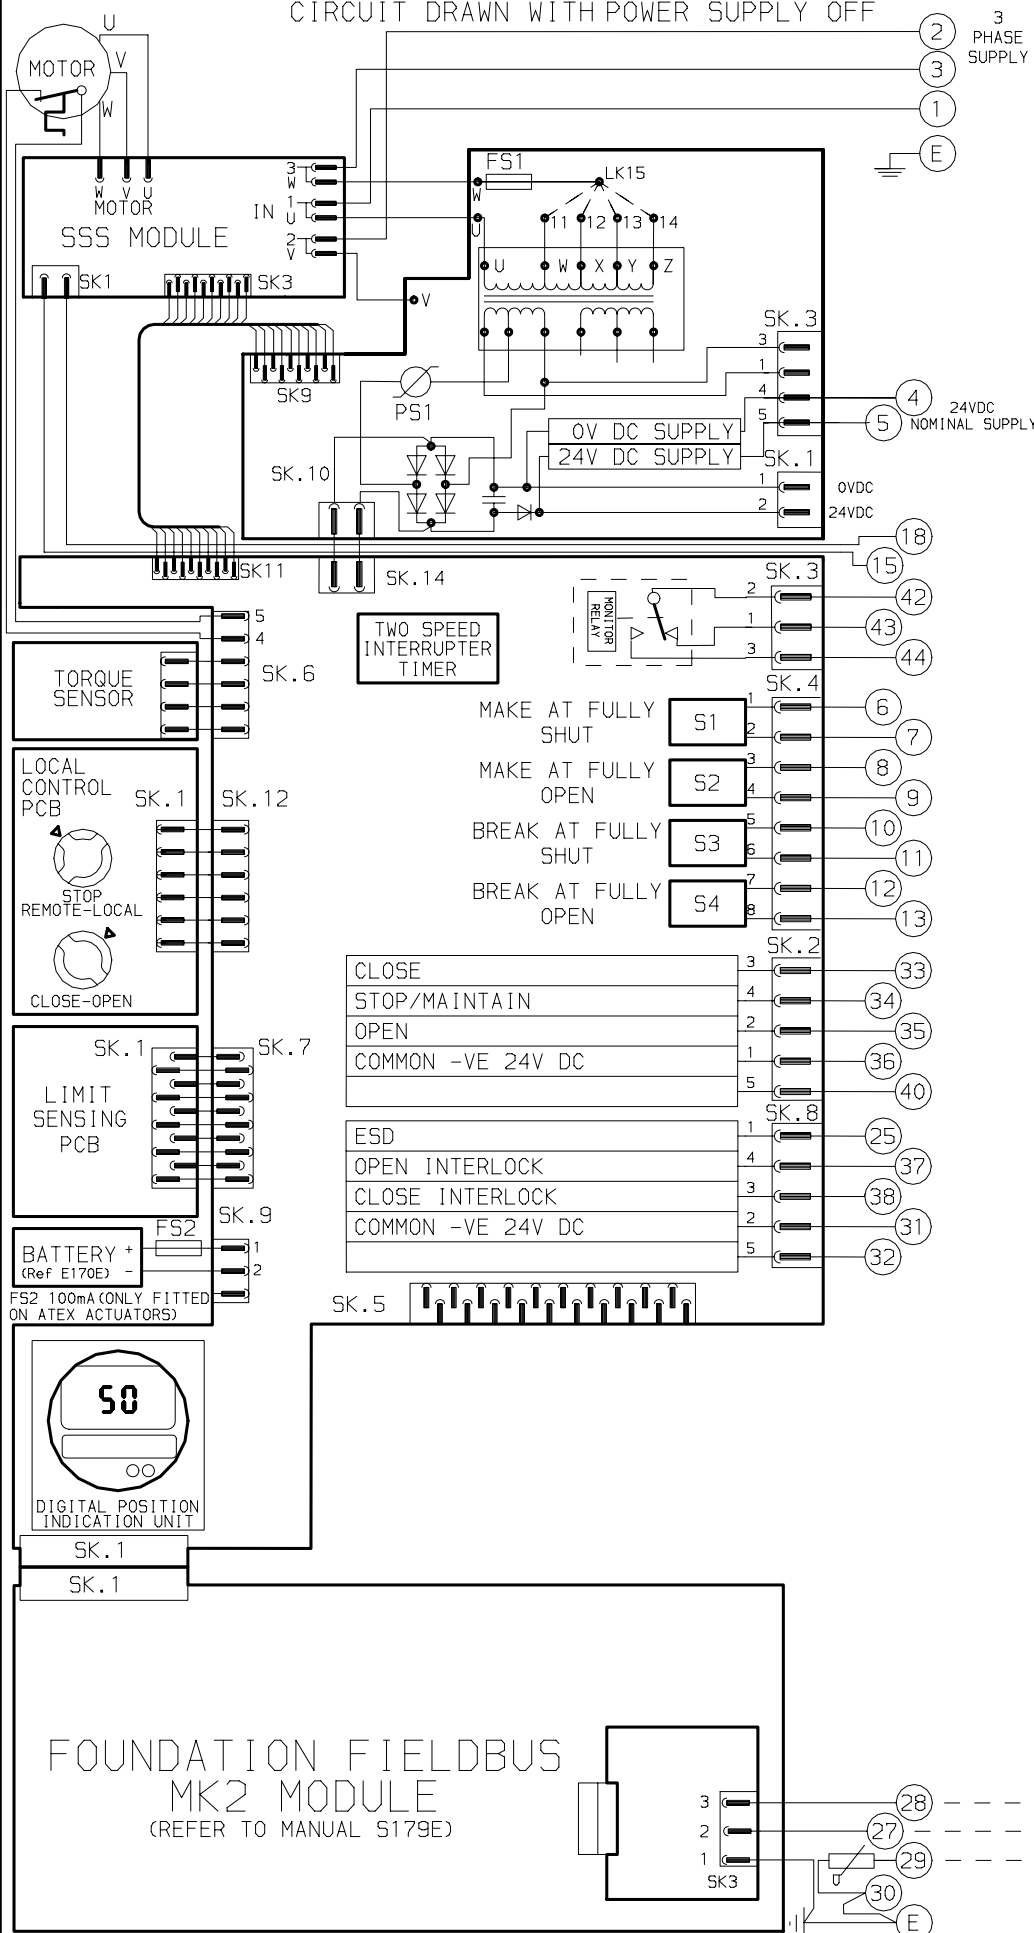 CIRCUIT DRAWN WITH POWER SUPPLY OFF
3
PHASE
SUPPLY
2
3
1
E
U
V
W
MOTOR
W V U
MOTOR
SSS MODULE
IN
3
W
1
U
2
V
SK1
SK3
FS1
W
U
V
LK15
11 12 13 14
U W X Y Z
SK9
PS1
SK.3
3
1
4
5
4
5
24VDC
NOMINAL SUPPLY
0V DC SUPPLY
24V DC SUPPLY
SK.1
1
2
0VDC
24VDC
SK.10
18
15
SK11
SK.14
5
4
SK.6
TORQUE
SENSOR
TWO SPEED
INTERRUPTER
TIMER
MONITOR
RELAY
SK.3
2
1
3
42
43
44
SK.4
MAKE AT FULLY
SHUT
S1
1
2
6
7
MAKE AT FULLY
OPEN
S2
3
4
8
9
BREAK AT FULLY
SHUT
S3
5
6
10
11
BREAK AT FULLY
OPEN
S4
7
8
12
13
LOCAL
CONTROL
PCB
SK.1
SK.12
STOP
REMOTE-LOCAL
CLOSE-OPEN
SK.2
CLOSE 3 33
STOP/MAINTAIN 4 34
OPEN 2 35
COMMON -VE 24V DC 1 36
5 40
SK.8
ESD 1 25
OPEN INTERLOCK 4 37
CLOSE INTERLOCK 3 38
COMMON -VE 24V DC 2 31
5 32
SK.1
SK.7
LIMIT
SENSING
PCB
SK.9
FS2
BATTERY + 1
(Ref E170E) - 2
FS2 100mA(ONLY FITTED
ON ATEX ACTUATORS)
SK.5
50
DIGITAL POSITION
INDICATION UNIT
SK.1
SK.1
FOUNDATION FIELDBUS
MK2 MODULE
(REFER TO MANUAL S179E)
3
2
1
SK3
28
27
29
U
30
E